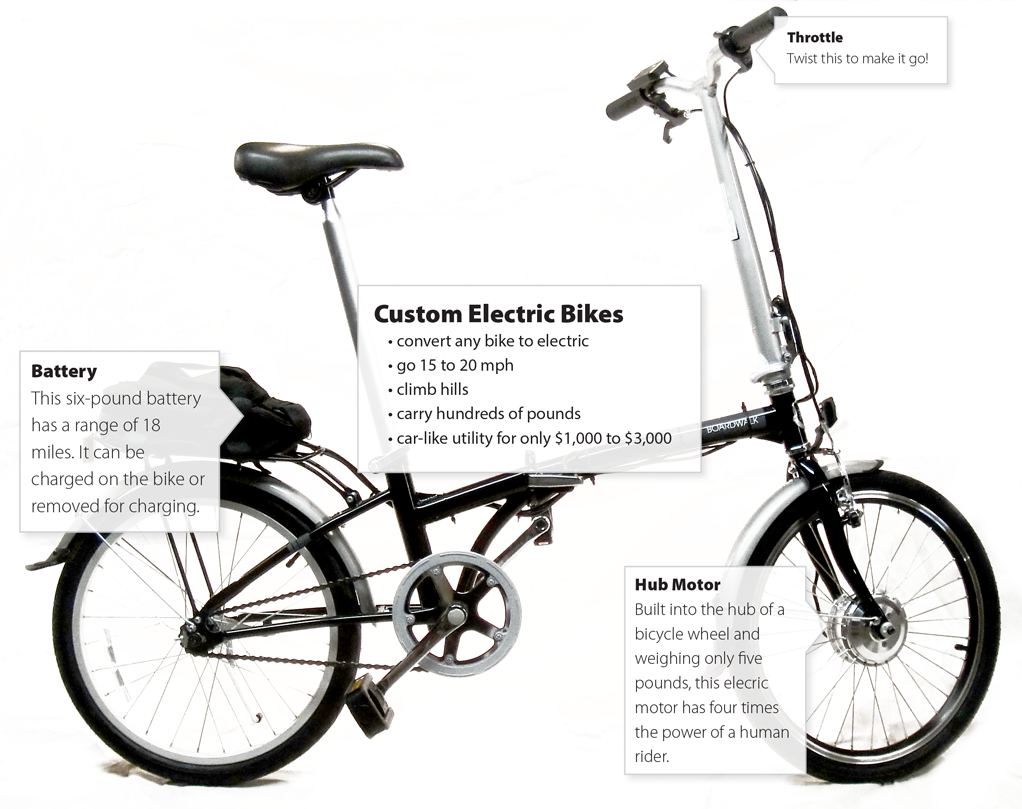 Throttle
Twist this to make it go!
Custom Electric Bikes
• convert any bike to electric
• go 15 to 20 mph
• climb hills
• carry hundreds of pounds
• car-like utility for only $1,000 to $3,000
BOARDWALK
Battery
This six-pound battery
has a range of 18
miles. It can be
charged on the bike or
removed for charging.
Hub Motor
Built into the hub of a
bicycle wheel and
weighing only five
pounds, this elecric
motor has four times
the power of a human
rider.